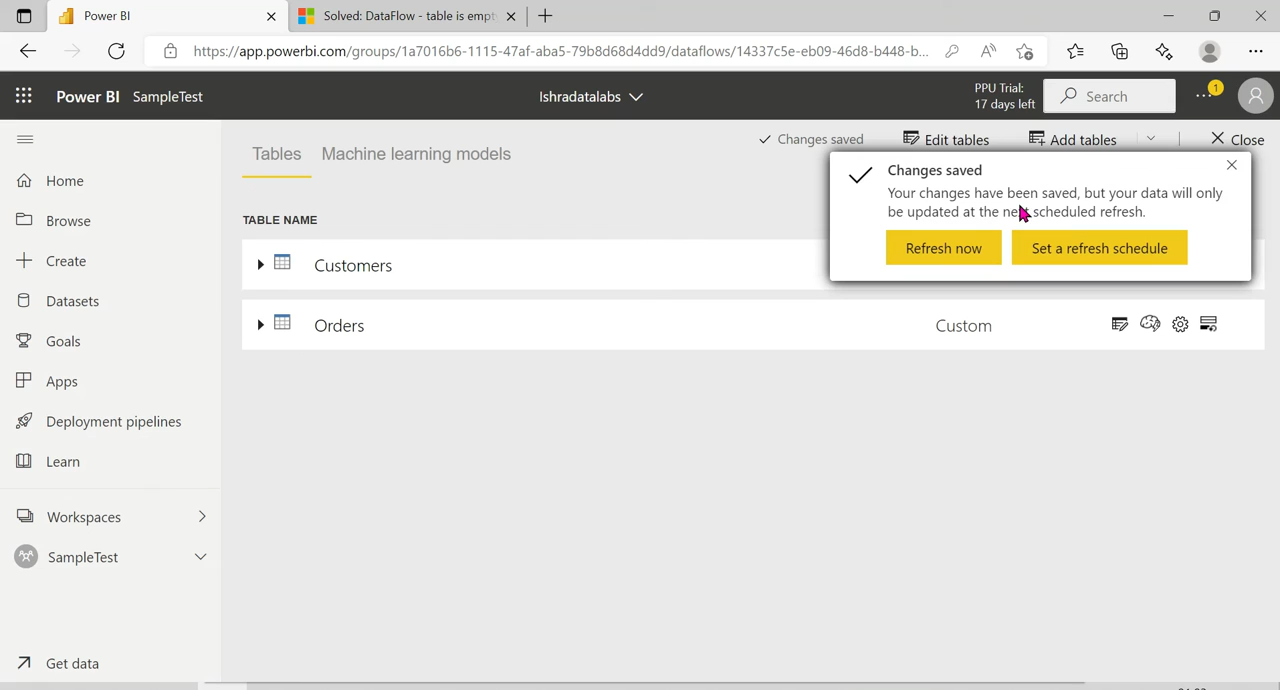 Power BI
Solved: DataFlow - table is empt
https://app.powerbi.com/groups/1a7016b6-1115-47af-aba5-79b8d68d4dd9/dataflows/14337c5e-eb09-46d8-b448-b...
Power BI SampleTest
Ishradatalabs
PPU Trial:
17 days left
Search
1
Home
Browse
Create
Datasets
Goals
Apps
Deployment pipelines
Learn
Workspaces
SampleTest
Get data
Tables Machine learning models
Changes saved
Edit tables
Add tables
Close
Changes saved
Your changes have been saved, but your data will only
be updated at the next scheduled refresh.
Refresh now
Set a refresh schedule
TABLE NAME
Customers
Orders
Custom